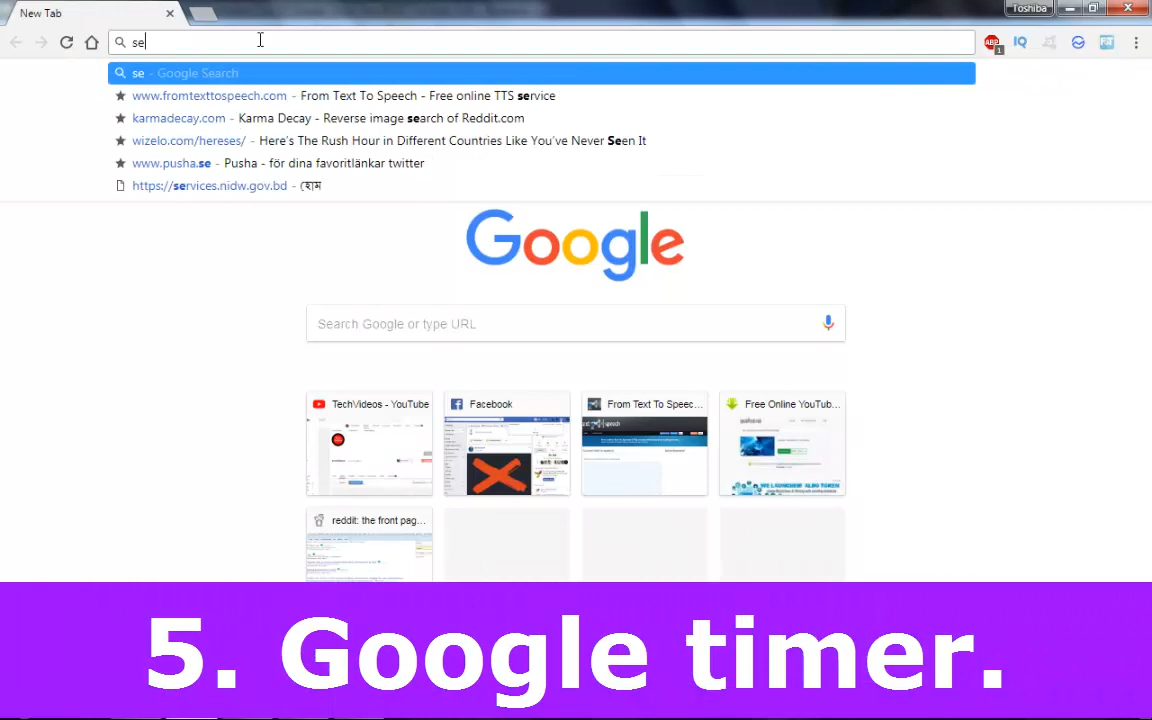 New Tab
Toshiba
se
ABP
1
IQ
se - Google Search
www.fromtexttospeech.com - From Text To Speech - Free online TTS service
karmadecay.com - Karma Decay - Reverse image search of Reddit.com
wizelo.com/hereses/ - Here's The Rush Hour in Different Countries Like You've Never Seen It
www.pusha.se - Pusha - för dina favoritlänkar twitter
https://services.nidw.gov.bd - হোম
Google
Search Google or type URL
TechVideos - YouTube
Facebook
From Text To Speec...
Free Online YouTub...
reddit: the front pag...
5. Google timer.